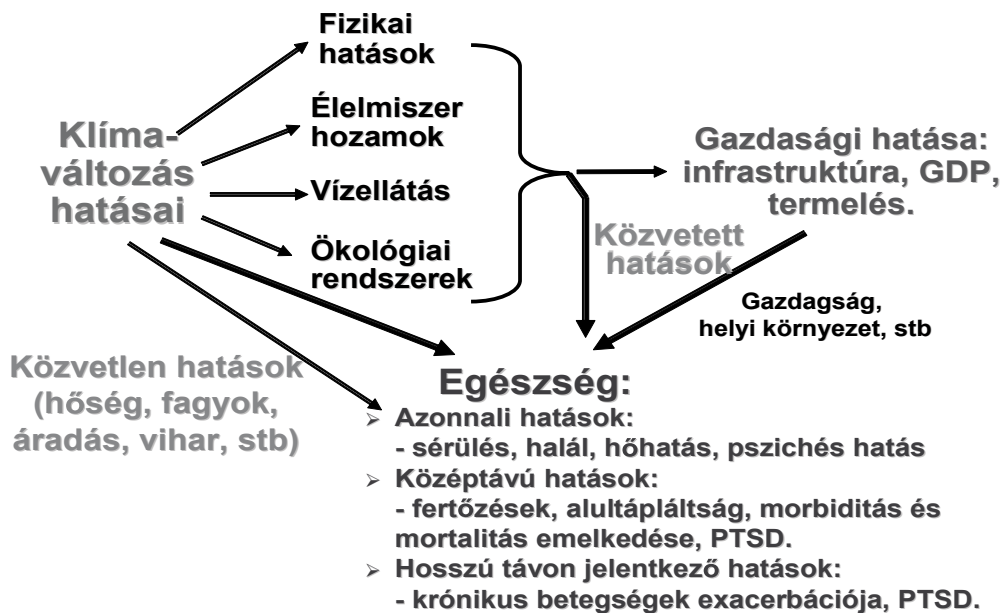 Fizikai
hatások
Élelmiszer
hozamok
Klíma-
változás
hatásai
Vízellátás
Ökológiai
rendszerek
Gazdasági hatása:
infrastruktúra, GDP,
termelés.
Közvetett
hatások
Gazdagság,
helyi környezet, stb
Közvetlen hatások
(hőség, fagyok,
áradás, vihar, stb)
Egészség:
➢ Azonnali hatások:
- sérülés, halál, hőhatás, pszichés hatás
➢ Középtávú hatások:
- fertőzések, alultápláltság, morbiditás és
mortalitás emelkedése, PTSD.
➢ Hosszú távon jelentkező hatások:
- krónikus betegségek exacerbációja, PTSD.